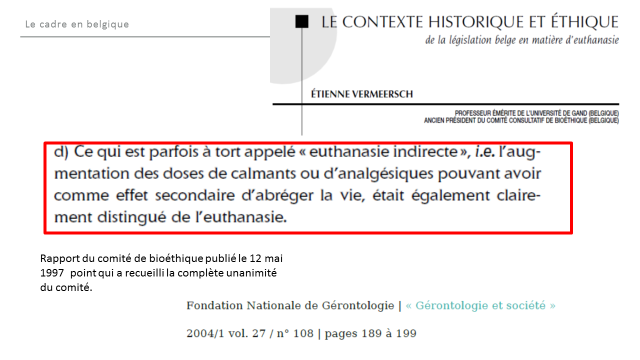 Le cadre en belgique
LE CONTEXTE HISTORIQUE ET ÉTHIQUE
de la législation belge en matière d'euthanasie
ÉTIENNE VERMEERSCH
PROFESSEUR ÉMÉRITE DE L'UNIVERSITÉ DE GAND (BELGIQUE)
ANCIEN PRÉSIDENT DU COMITÉ CONSULTATIF DE BIOÉTHIQUE (BELGIQUE)
d) Ce qui est parfois à tort appelé « euthanasie indirecte », i.e. l'aug-
mentation des doses de calmants ou d'analgésiques pouvant avoir
comme effet secondaire d'abréger la vie, était également claire-
ment distingué de l'euthanasie.
Rapport du comité de bioéthique publié le 12 mai
1997 point qui a recueilli la complète unanimité
du comité.
Fondation Nationale de Gérontologie | « Gérontologie et société »
2004/1 vol. 27 / n° 108 | pages 189 à 199